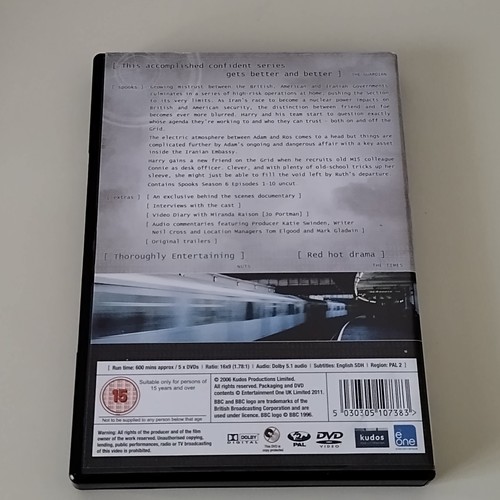 [ this accomplished confident series
gets better and better ] THE GUARDIAN
[SPOOKS ] Growing mistrust between the British, American and Iranian Governments
culminates in a series of high-risk operations at home, pushing the section
to its very limits. As Iran's race to become a nuclear power impacts on
British and American security, the distinction between friend and foe
becomes ever more blurred. Harry and his team start to question exactly
whose agenda they're working to and who they can trust - both on and off the
Grid.
The electric atmosphere between Adam and Ros comes to a head but things are
complicated further by Adam's ongoing and dangerous affair with a key asset
inside the Iranian Embassy.
Harry gains a new friend on the Grid when he recruits old MI5 colleague
Connie as desk officer. Clever, and with plenty of old-school tricks up her
sleeve, she might just be able to fill the void left by Ruth's departure.
Contains Spooks Season 6 Episodes 1-10 uncut.
[extras ] [ An exclusive behind the scenes documentary ]
[ Interviews with the cast ]
[ Video Diary with Miranda Raison [Jo Portman] ]
[ Audio commentaries featuring Producer Katie Swinden, Writer
Neil Cross and Location Managers Tom Elgood and Mark Gladwin ]
[ Original trailers ]
[ Thoroughly Entertaining ] [ Red hot drama ]
NUTS THE TIMES
| Run time: 600 mins approx / 5 x DVDs | Ratio: 16x9 (1.78:1) | Audio: Dolby 5.1 audio | Subtitles: English SDH | Region: PAL 2 |
15
Suitable only for persons of
15 years and over
Not to be supplied to any person below that age
© 2006 Kudos Productions Limited.
All rights reserved. Packaging and DVD
contents © Entertainment One UK Limited 2011.
BBC and BBC logo are trademarks of the
British Broadcasting Corporation and are
used under licence. BBC logo © BBC 1996.
5 030305 107383
Warning: All rights of the producer and of the
owner of the work reserved. Unauthorised copying,
lending, public performances, radio or TV broadcasting
of this video is prohibited.
DOLBY
DIGITAL
2
PAL
DVD
VIDEO
kudos
e one